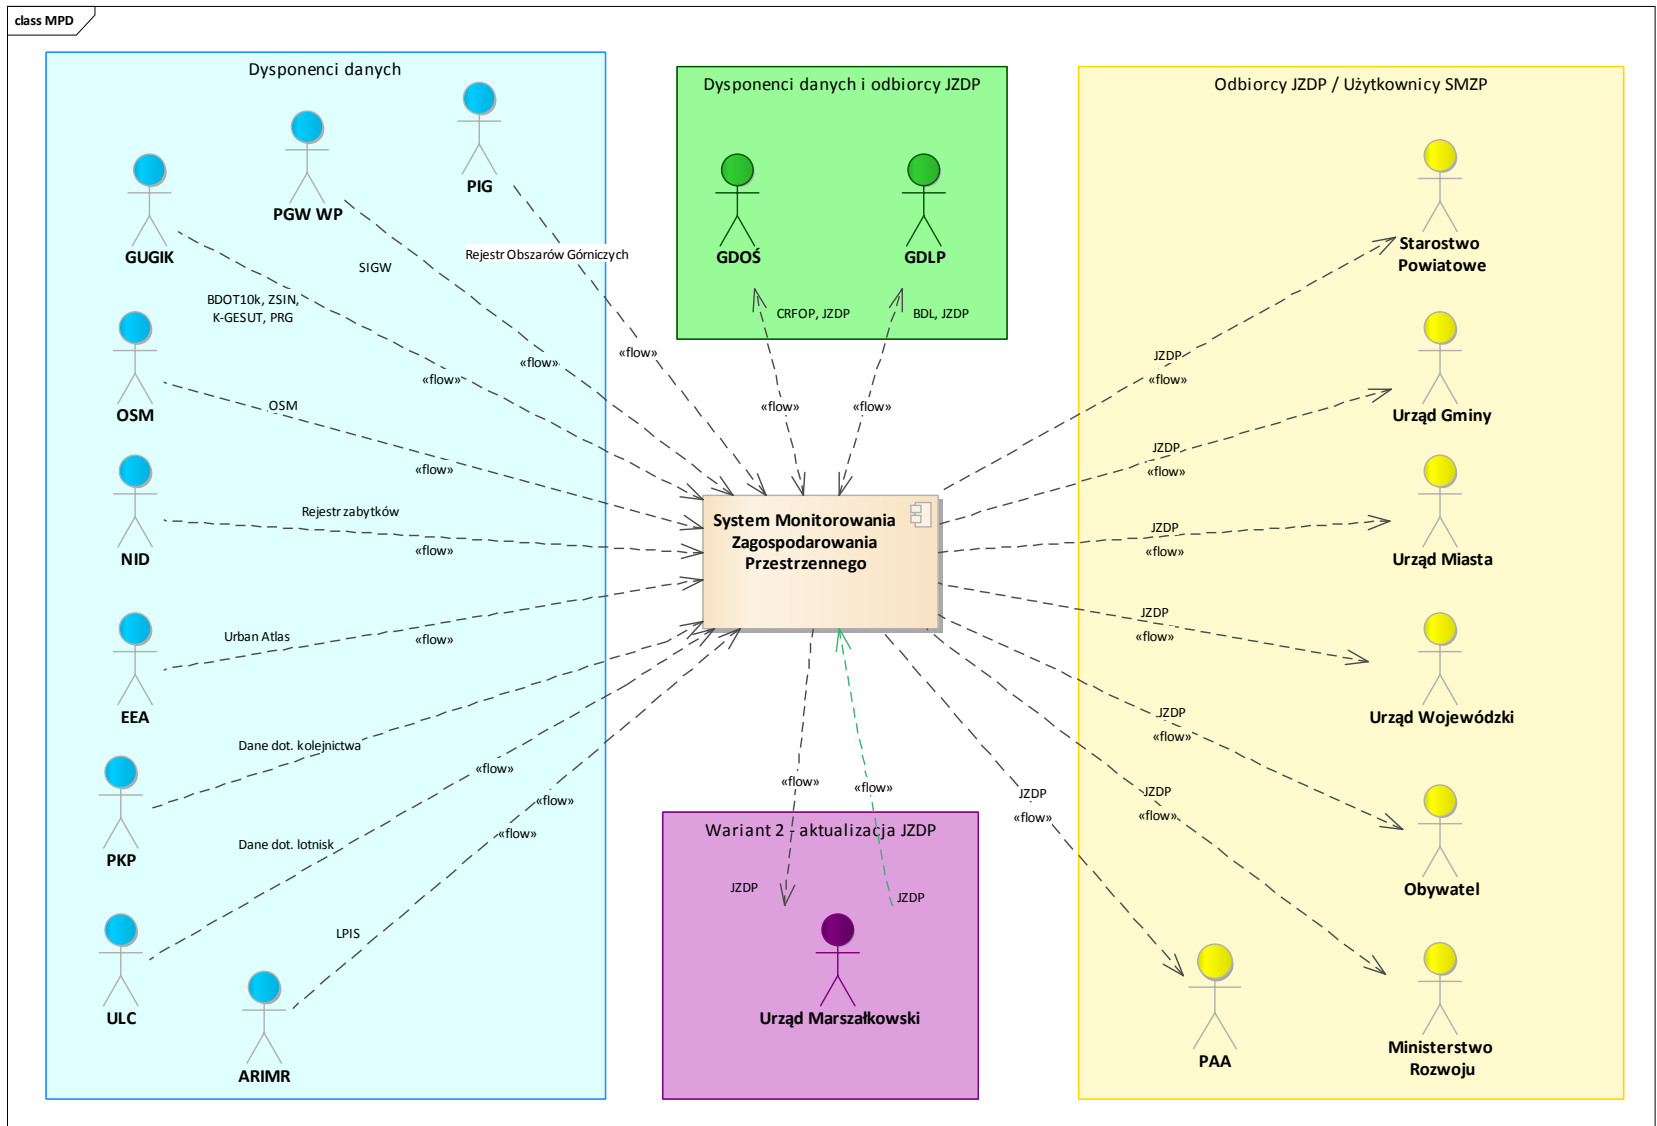 class MPD
Dysponenci danych
PIG
PGW WP
GUGIK
Rejestr Obszarów Górniczych
SIGW
BDOT10k, ZSIN,
K-GESUT, PRG
«flow»
«flow»
«flow»
OSM
OSM
«flow»
NID
Rejestr zabytków
«flow»
EEA
Urban Atlas
«flow»
PKP
Dane dot. kolejnictwa
«flow»
ULC
Dane dot. lotnisk
«flow»
ARIMR
LPIS
«flow»
Dysponenci danych i odbiorcy JZDP
GDOŚ
GDLP
CRFOP, JZDP
BDL, JZDP
«flow»
«flow»
System Monitorowania
Zagospodarowania
Przestrzennego
«flow»
«flow»
Wariant 2 - aktualizacja JZDP
JZDP
JZDP
Urząd Marszałkowski
Odbiorcy JZDP / Użytkownicy SMZP
Starostwo
Powiatowe
JZDP
«flow»
Urząd Gminy
JZDP
«flow»
Urząd Miasta
JZDP
«flow»
Urząd Wojewódzki
JZDP
«flow»
Obywatel
JZDP
«flow»
Ministerstwo
Rozwoju
JZDP
«flow»
PAA
JZDP
«flow»